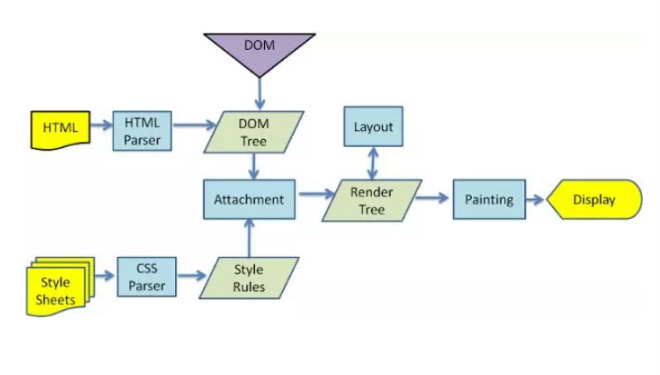 DOM
HTML
HTML
Parser
DOM
Tree
Layout
Attachment
Render
Tree
Painting
Display
Style
Sheets
CSS
Parser
Style
Rules